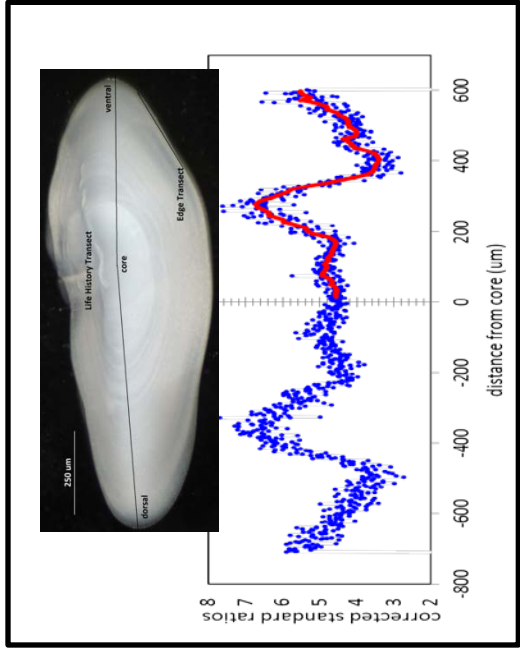 250 um
dorsal
core
Life History Transect
Edge Transect
ventral
corrected standard ratios
8
7
6
5
4
3
2
-800
-600
-400
-200
0
200
400
600
distance from core (um)